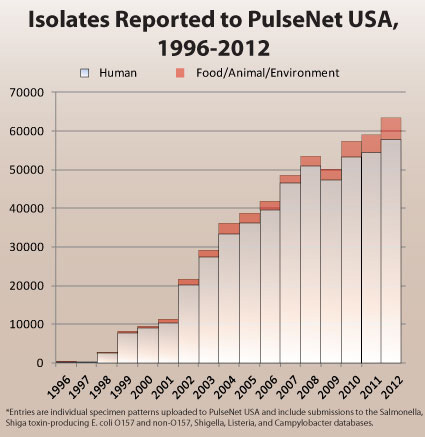 Isolates Reported to PulseNet USA,
1996-2012
Human Food/Animal/Environment
70000
60000
50000
40000
30000
20000
10000
0
1996 1997 1998 1999 2000 2001 2002 2003 2004 2005 2006 2007 2008 2009 2010 2011 2012
*Entries are individual specimen patterns uploaded to PulseNet USA and include submissions to the Salmonella,
Shiga toxin-producing E. coli O157 and non-O157, Shigella, Listeria, and Campylobacter databases.